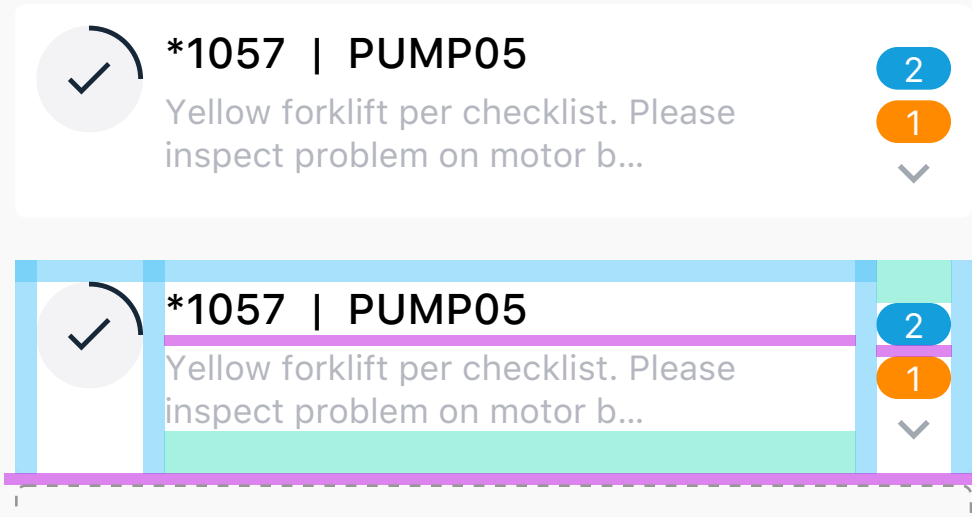 *1057 | PUMP05
2
Yellow forklift per checklist. Please
1
inspect problem on motor b...
*1057 | PUMP05
2
Yellow forklift per checklist. Please
1
inspect problem on motor b...